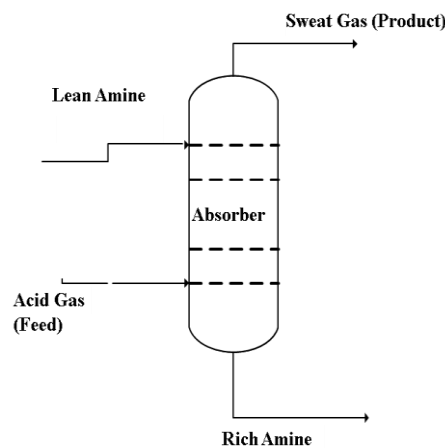 Sweat Gas (Product)
Lean Amine
Absorber
Acid Gas
(Feed)
Rich Amine